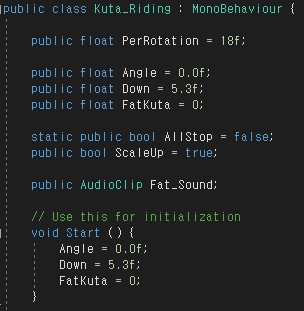 public class Kuta_Riding : MonoBehaviour {
public float PerRotation = 18f;
public float Angle = 0.0f;
public float Down = 5.3f;
public float FatKuta = 0;
static public bool AllStop = false;
public bool ScaleUp = true;
public AudioClip Fat_Sound;
// Use this for initialization
void Start () {
Angle = 0.0f;
Down = 5.3f;
FatKuta = 0;
}